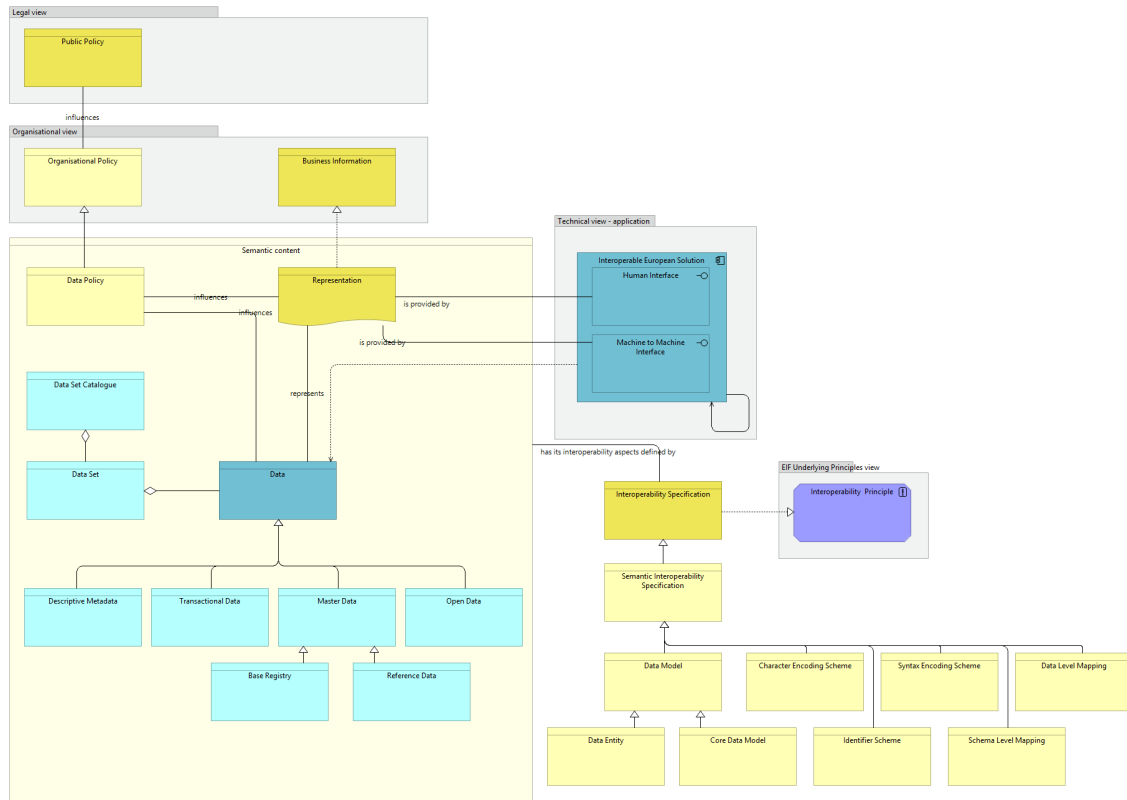 Legal view
Public Policy
influences
Organisational view
Organisational Policy
Business Information
Technical view - application
Interoperable European Solution
Human Interface
Machine to Machine
Interface
Semantic content
Data Policy
Representation
influences
influences
is provided by
is provided by
represents
Data Set Catalogue
Data Set
Data
has its interoperability aspects defined by
Interoperability Specification
EIF Underlying Principles view
Interoperability Principle
Semantic Interoperability
Specification
Descriptive Metadata
Transactional Data
Master Data
Open Data
Base Registry
Reference Data
Data Model
Character Encoding Scheme
Syntax Encoding Scheme
Data Level Mapping
Data Entity
Core Data Model
Identifier Scheme
Schema Level Mapping